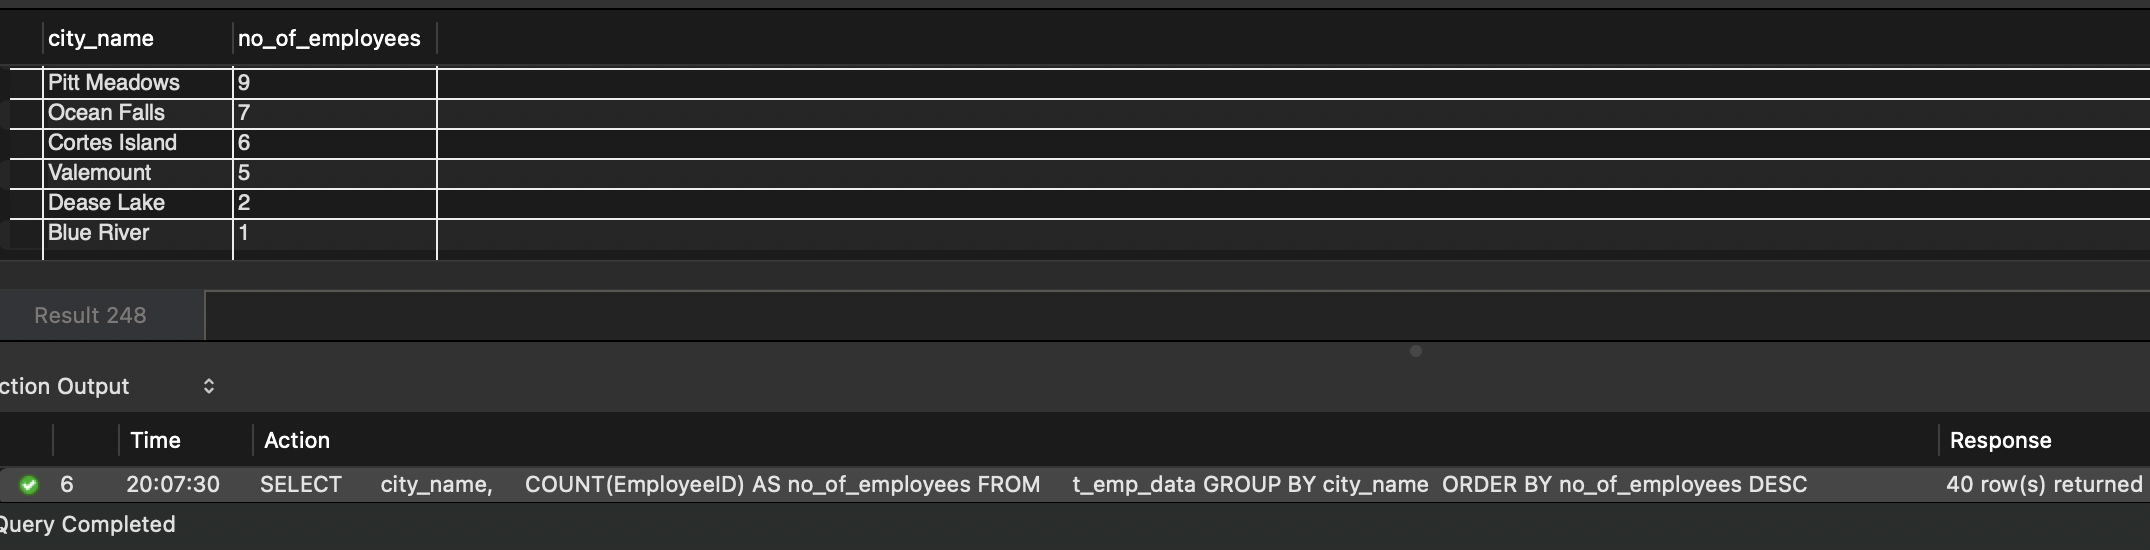 city_name no_of_employees
Pitt Meadows 9
Ocean Falls 7
Cortes Island 6
Valemount 5
Dease Lake 2
Blue River 1
Result 248
ction Output
Time Action Response
6 20:07:30 SELECT city_name, COUNT(EmployeeID) AS no_of_employees FROM t_emp_data GROUP BY city_name ORDER BY no_of_employees DESC 40 row(s) returned
Query Completed